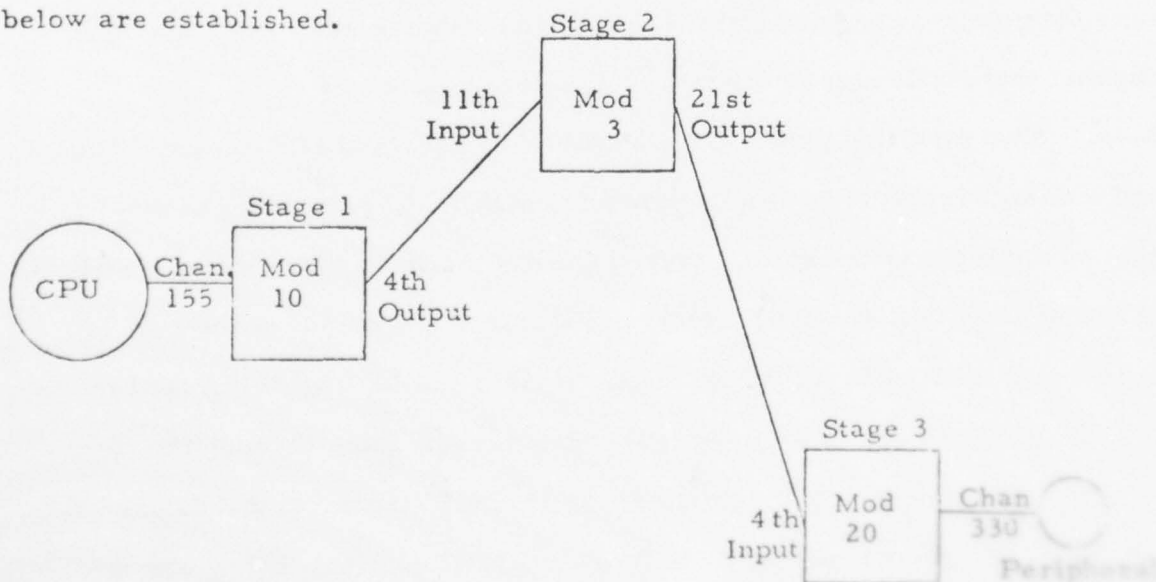 below are established.
Stage 2
11th
Input
Mod
3
21st
Output
Stage 1
CPU
Chan.
155
Mod
10
4th
Output
Stage 3
4th
Input
Mod
20
Chan
330
Peripheral